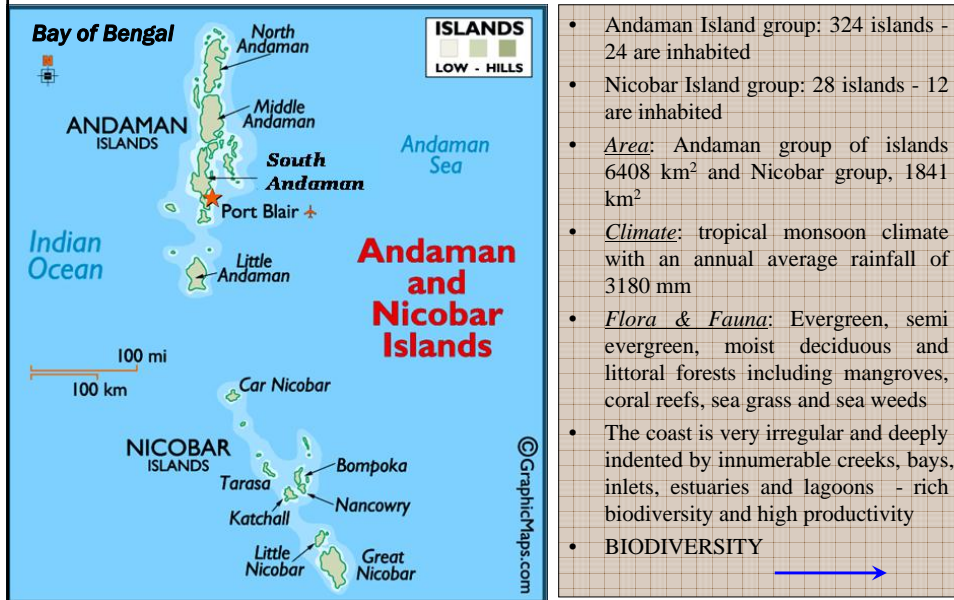 Bay of Bengal
North
Andaman
ISLANDS
LOW - HILLS
Middle
Andaman
ANDAMAN
ISLANDS
Andaman
Sea
South
Andaman
Port Blair
Indian
Ocean
Little
Andaman
Andaman
and
Nicobar
Islands
100 mi
100 km
Car Nicobar
NICOBAR
ISLANDS
Bompoka
Tarasa
Nancowry
Katchall
Little
Nicobar
Great
Nicobar
©GraphicMaps.com
• Andaman Island group: 324 islands -
24 are inhabited
• Nicobar Island group: 28 islands - 12
are inhabited
• Area: Andaman group of islands
6408 km² and Nicobar group, 1841
km²
• Climate: tropical monsoon climate
with an annual average rainfall of
3180 mm
• Flora & Fauna: Evergreen, semi
evergreen, moist deciduous and
littoral forests including mangroves,
coral reefs, sea grass and sea weeds
• The coast is very irregular and deeply
indented by innumerable creeks, bays,
inlets, estuaries and lagoons - rich
biodiversity and high productivity
• BIODIVERSITY